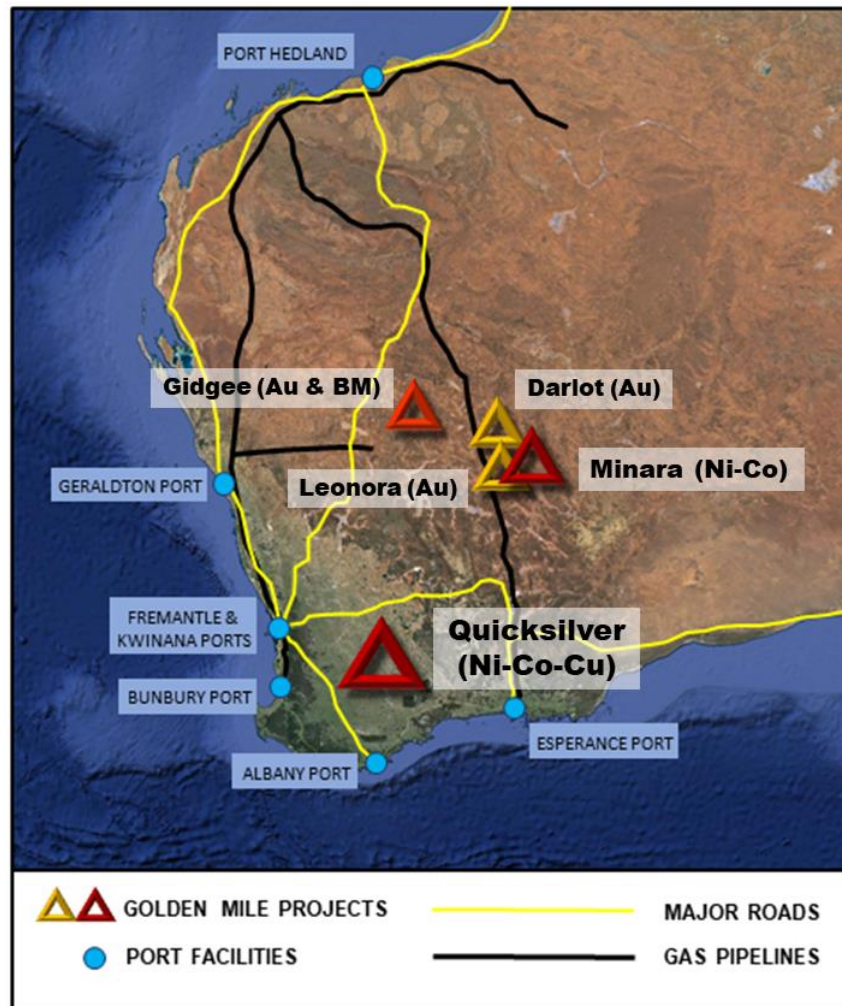 PORT HEDLAND
Gidgee (Au & BM)
Darlot (Au)
GERALDTON PORT
Leonora (Au)
Minara (Ni-Co)
FREMANTLE &
KWINANA PORTS
Quicksilver
(Ni-Co-Cu)
BUNBURY PORT
ESPERANCE PORT
ALBANY PORT
GOLDEN MILE PROJECTS
MAJOR ROADS
PORT FACILITIES
GAS PIPELINES